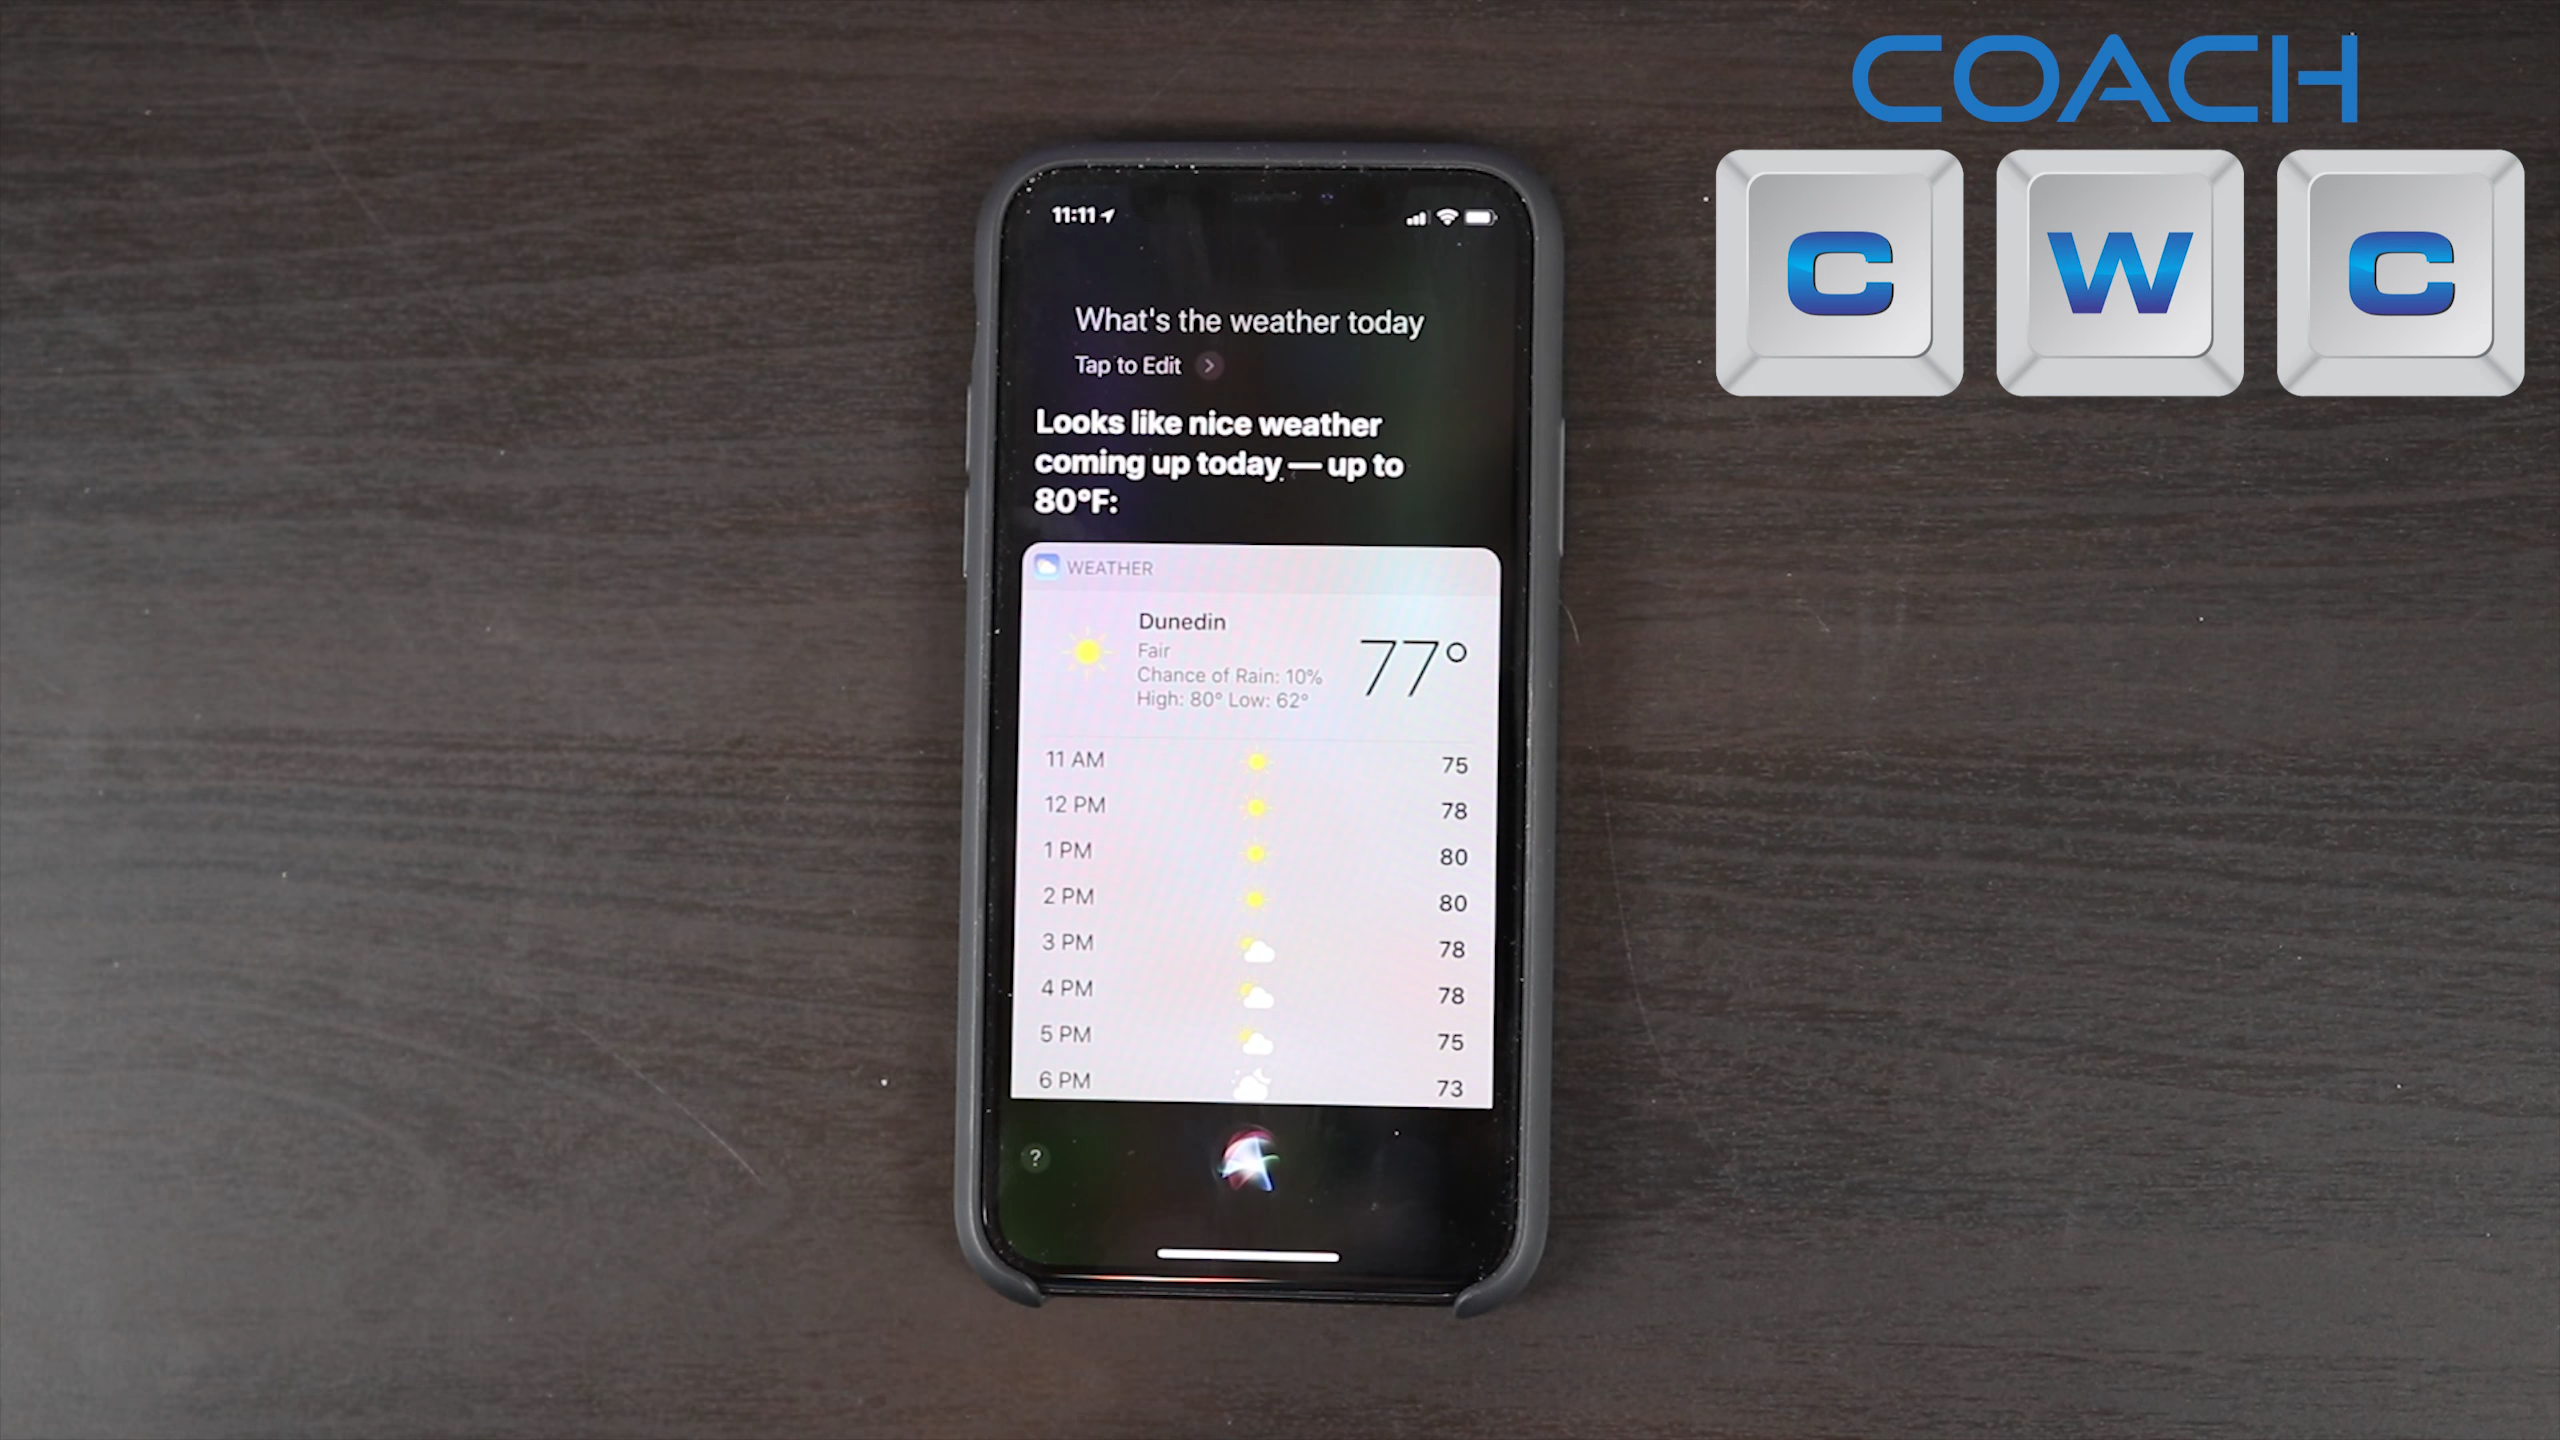 COACH
C W C
11:11
What's the weather today
Tap to Edit
Looks like nice weather
coming up today — up to
80°F:
WEATHER
Dunedin
Fair
Chance of Rain: 10%
High: 80° Low: 62°
77°
11 AM 75
12 PM 78
1 PM 80
2 PM 80
3 PM 78
4 PM 78
5 PM 75
6 PM 73
?